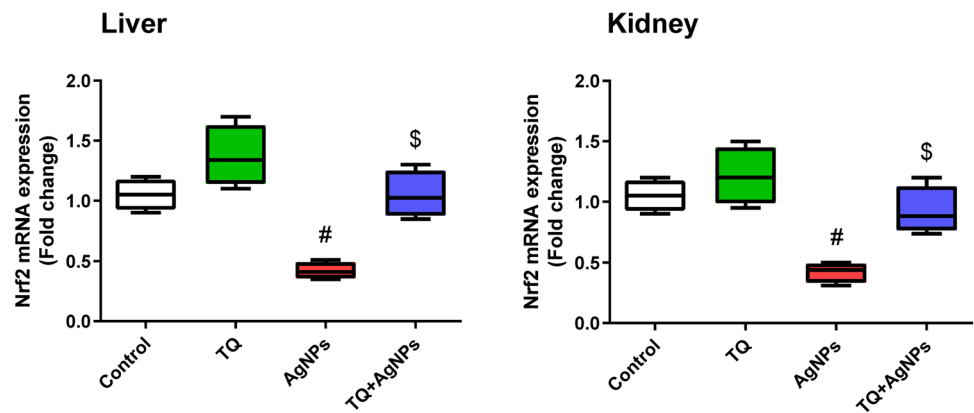 Liver
Nrf2 mRNA expression
(Fold change)
2.0
1.5
1.0
0.5
0.0
#
$
Control
TQ
AgNPs
TQ+AgNPs
Kidney
Nrf2 mRNA expression
(Fold change)
2.0
1.5
1.0
0.5
0.0
#
$
Control
TQ
AgNPs
TQ+AgNPs